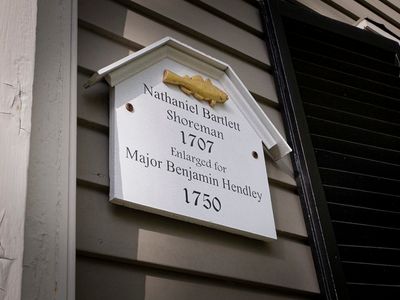 Nathaniel Bartlett
Shoreman
1707
Enlarged for
Major Benjamin Hendley
1750